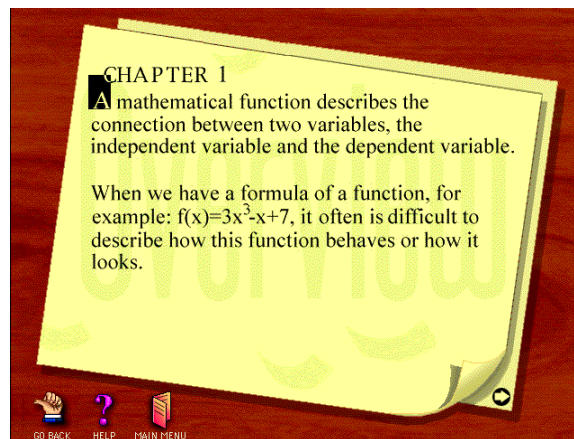 CHAPTER 1
A mathematical function describes the
connection between two variables, the
independent variable and the dependent variable.
When we have a formula of a function, for
example: f(x)=3x³-x+7, it often is difficult to
describe how this function behaves or how it
looks.
Overview
GO BACK HELP MAIN MENU